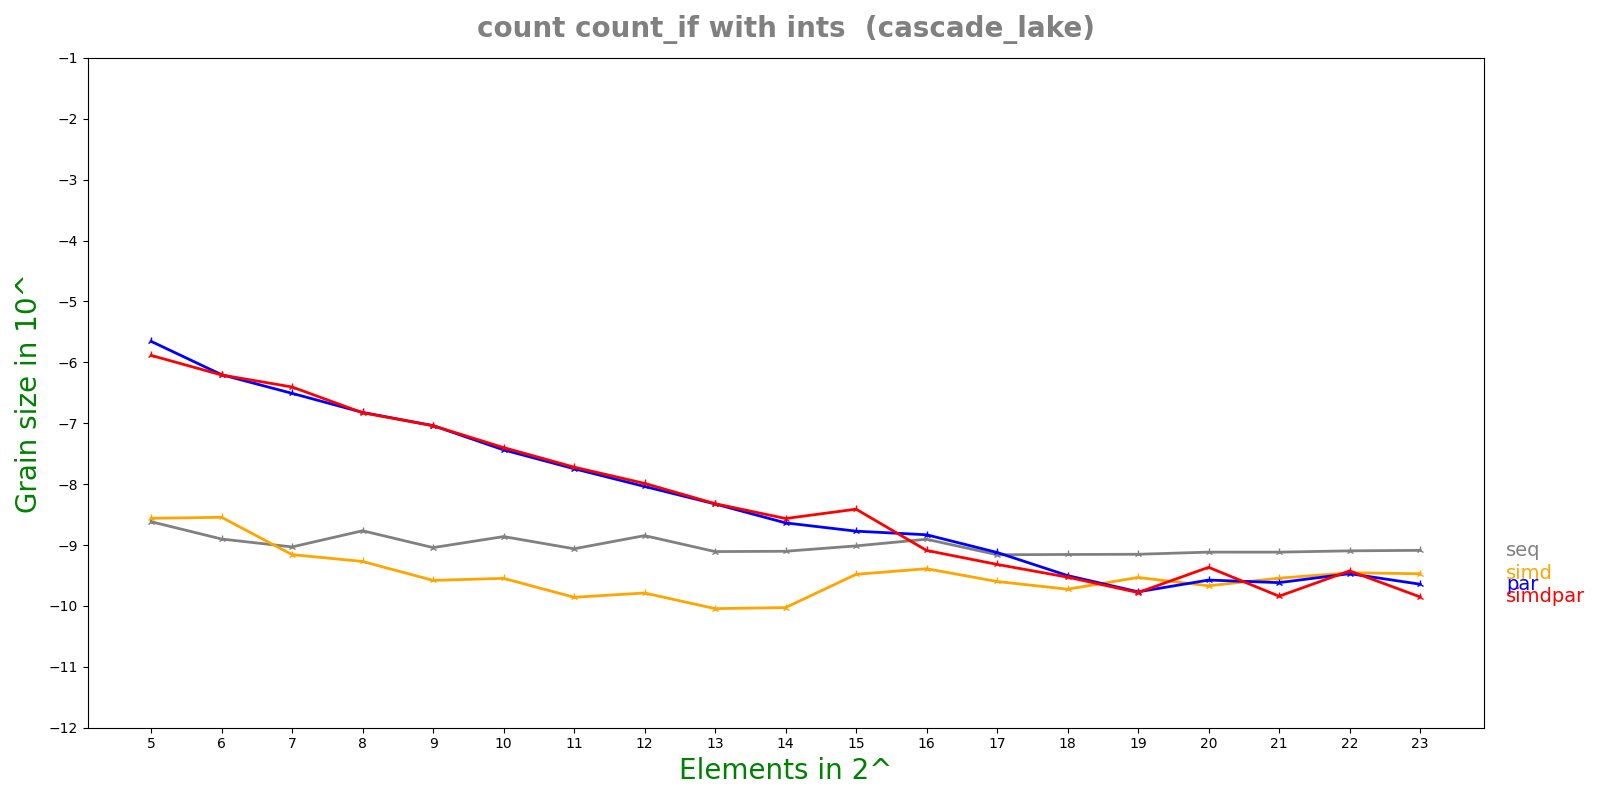 count count_if with ints  (cascade_lake)
−1
−2
−3
−4
−5
−6
−7
−8
−9
−10
−11
−12
Grain size in 10^
5 6 7 8 9 10 11 12 13 14 15 16 17 18 19 20 21 22 23
Elements in 2^
seq
simd
par
simdpar